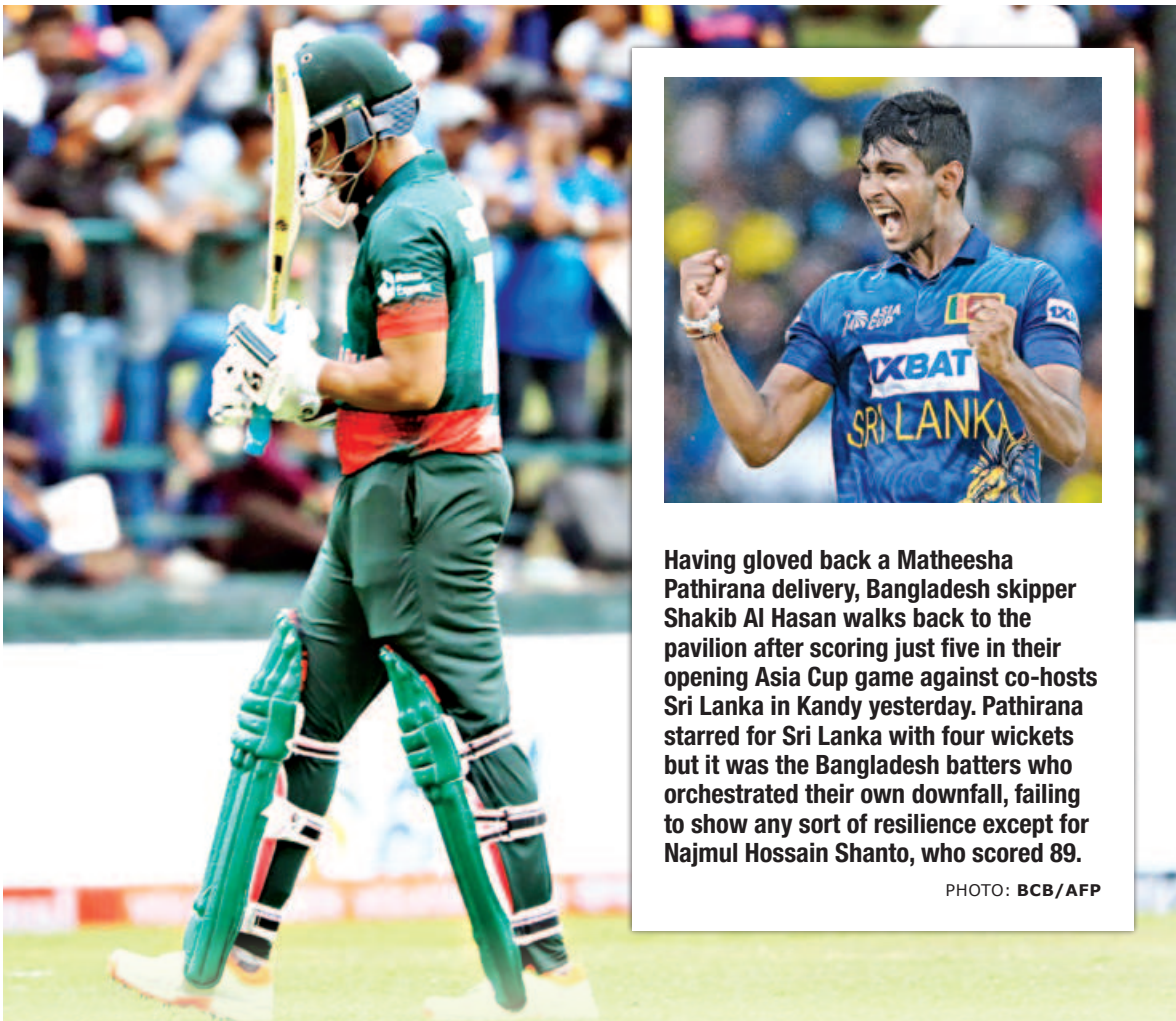 ASIA
CUP
1XBAT
SRI LANKA
Having gloved back a Matheesha
Pathirana delivery, Bangladesh skipper
Shakib Al Hasan walks back to the
pavilion after scoring just five in their
opening Asia Cup game against co-hosts
Sri Lanka in Kandy yesterday. Pathirana
starred for Sri Lanka with four wickets
but it was the Bangladesh batters who
orchestrated their own downfall, failing
to show any sort of resilience except for
Najmul Hossain Shanto, who scored 89.
PHOTO: BCB/AFP